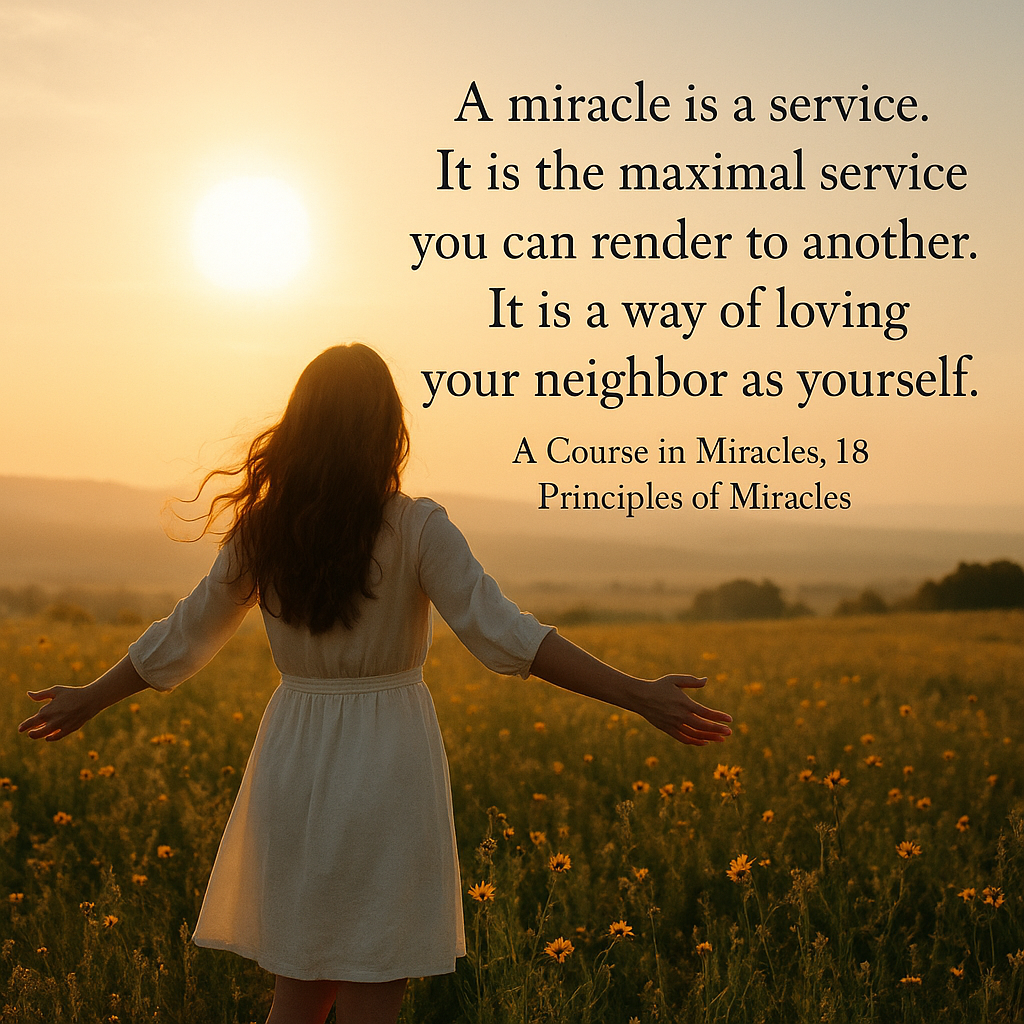 A miracle is a service.
It is the maximal service
you can render to another.
It is a way of loving
your neighbor as yourself.
A Course in Miracles, 18
Principles of Miracles